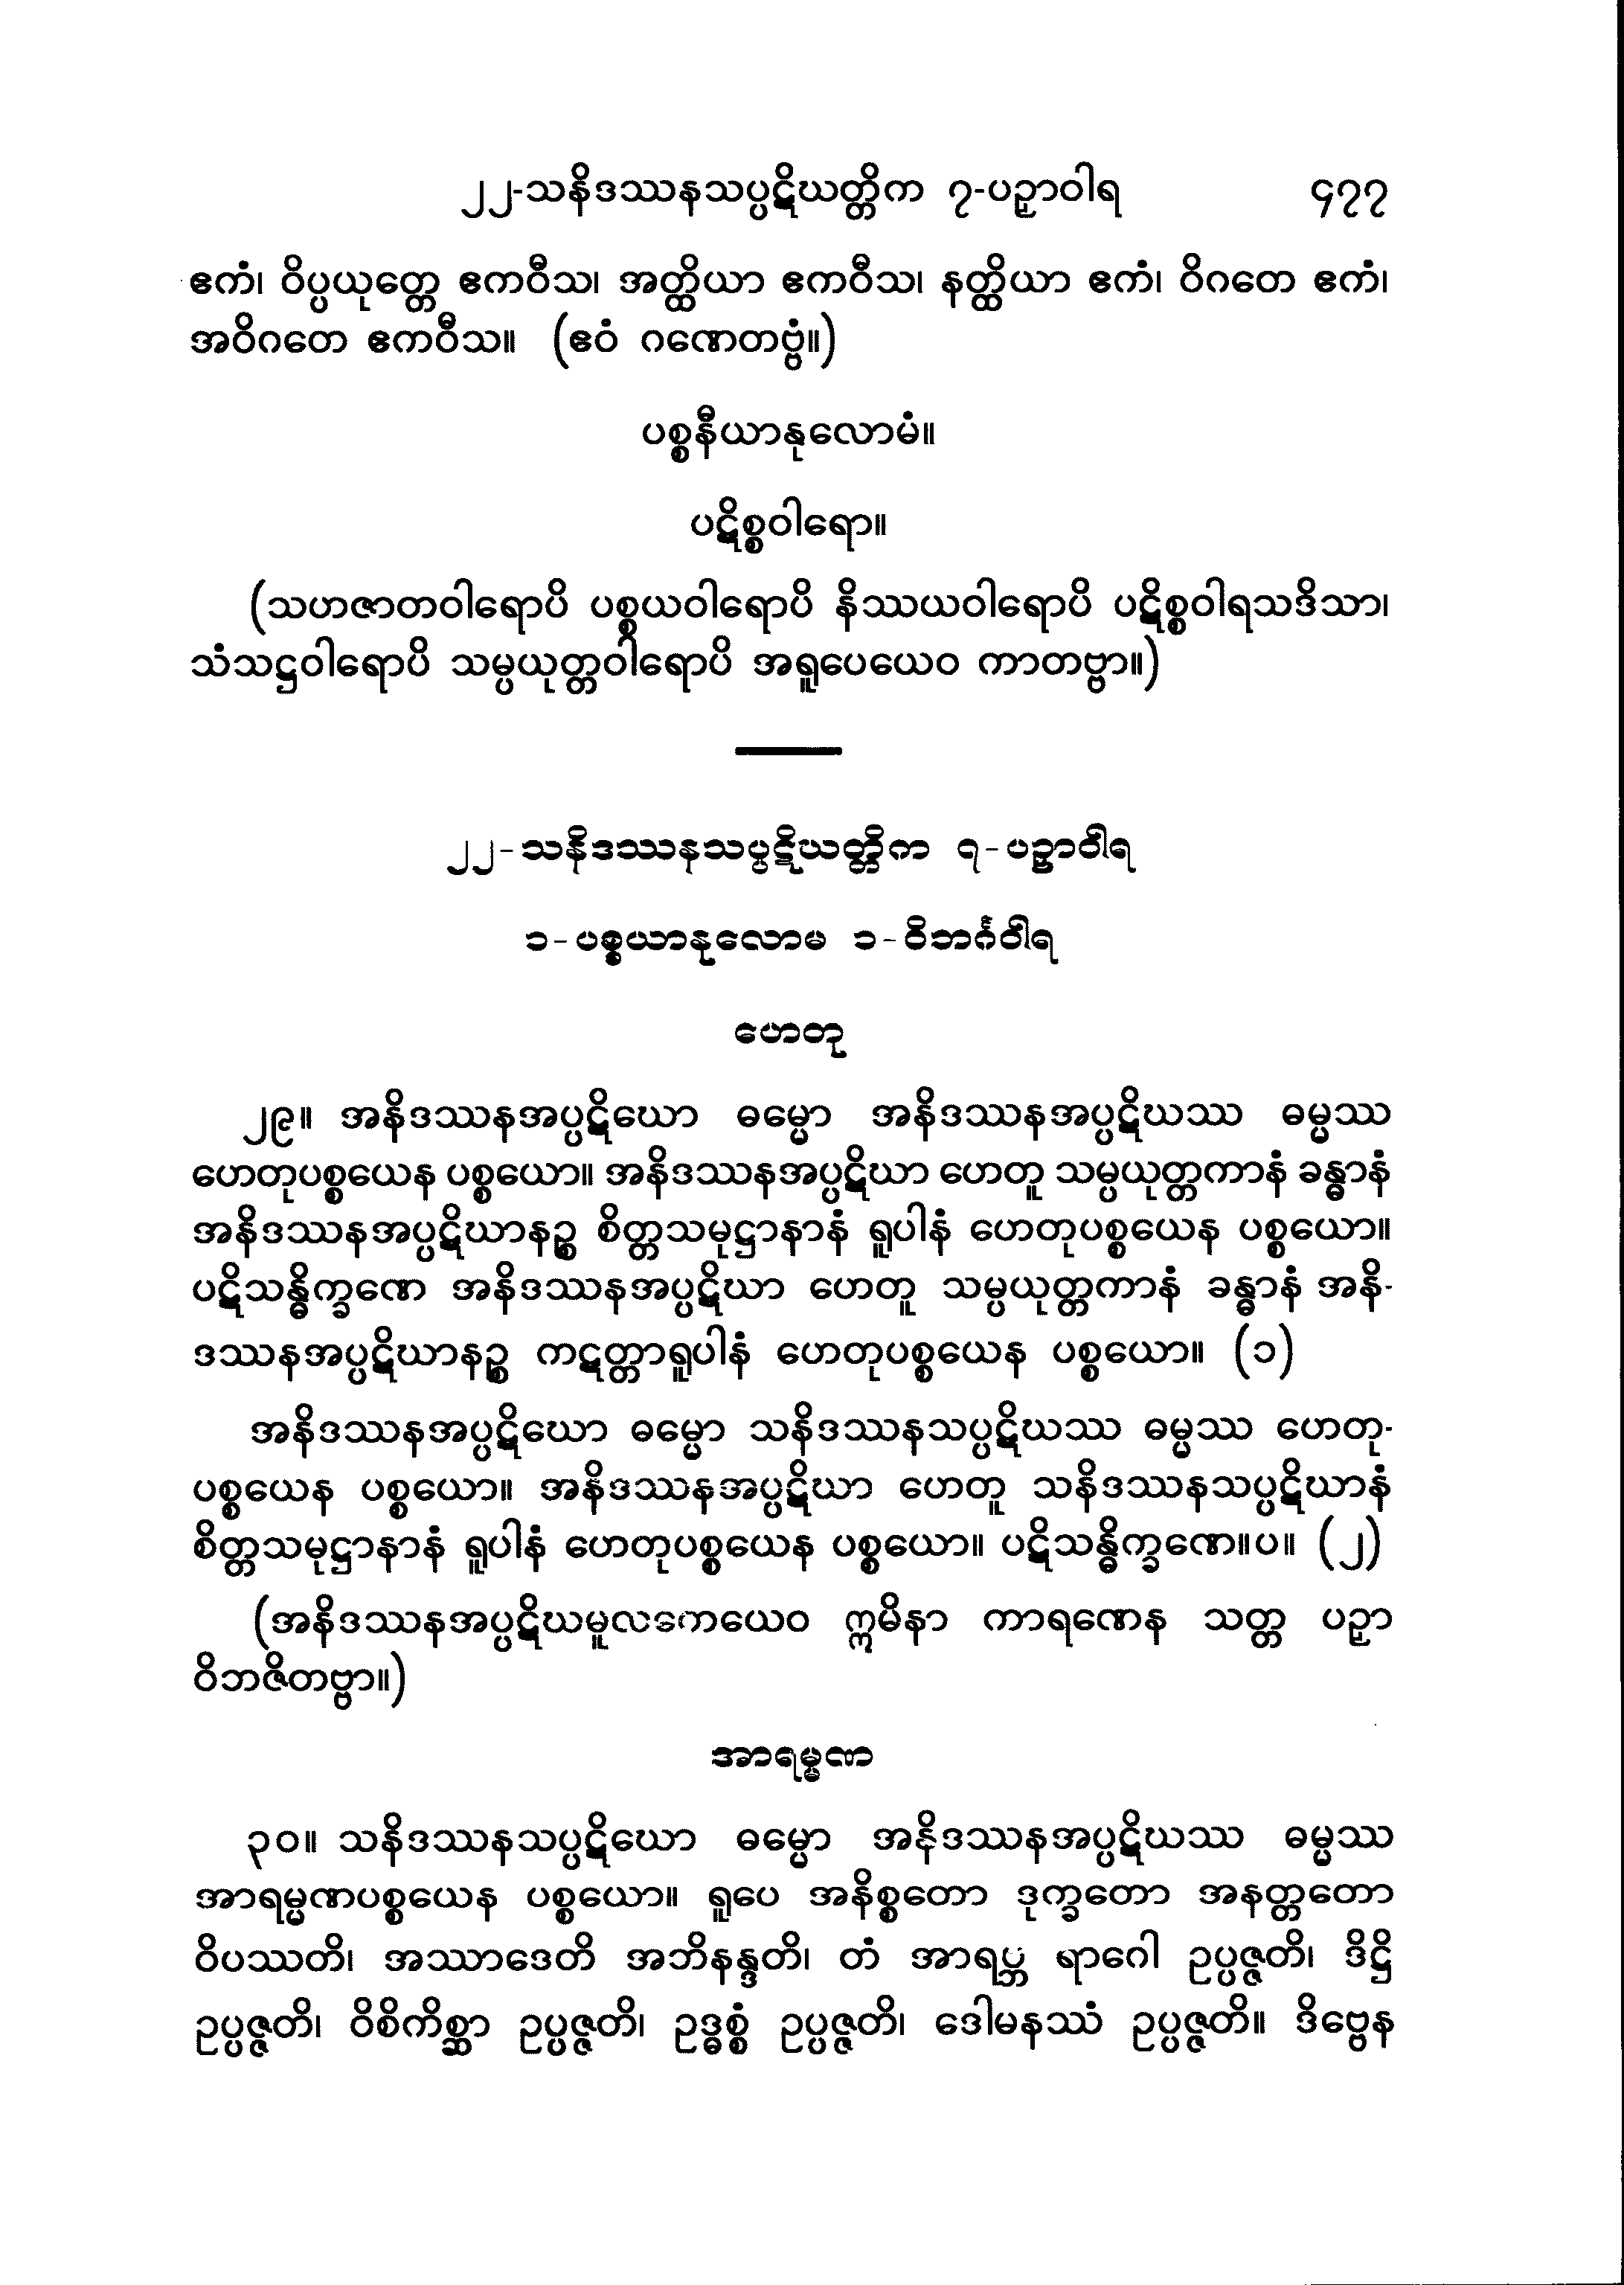 ၂၂-သနိဒဿနသပ္ပဋိဃတ္တိက ၇-ပဉှာဝါရ ၄၇၇
ဧကံ၊ ဝိပ္ပယုတ္တေ ဧကဝီသ၊ အတ္ထိယာ ဧကဝီသ၊ နတ္ထိယာ ဧကံ၊ ဝိဂတေ ဧကံ၊
အဝိဂတေ ဧကဝီသ။ (ဧဝံ ဂဏေတဗ္ဗံ။)
ပစ္စနီယာနုလောမံ။
ပဋိစ္စဝါရော။
(သဟဇာတဝါရောပိ ပစ္စယဝါရောပိ နိဿယဝါရောပိ ပဋိစ္စဝါရသဒိသာ၊
သံသဋ္ဌဝါရောပိ သမ္ပယုတ္တဝါရောပိ အရူပေယေဝ ကာတဗ္ဗာ။)
၂၂-သနိဒဿနသပ္ပဋိဃတ္တိက ၇-ပဉှာဝါရ
၁-ပစ္စယာနုလောမ ၁-ဝိဘင်္ဂဝါရ
ဟေတု
၂၉။ အနိဒဿနအပ္ပဋိဃော ဓမ္မော အနိဒဿနအပ္ပဋိဃဿ ဓမ္မဿ
ဟေတုပစ္စယေန ပစ္စယော။ အနိဒဿနအပ္ပဋိဃာ ဟေတူ သမ္ပယုတ္တကာနံ ခန္ဓာနံ
အနိဒဿနအပ္ပဋိဃာနဉ္စ စိတ္တသမုဋ္ဌာနာနံ ရူပါနံ ဟေတုပစ္စယေန ပစ္စယော။
ပဋိသန္ဓိက္ခဏေ အနိဒဿနအပ္ပဋိဃာ ဟေတူ သမ္ပယုတ္တကာနံ ခန္ဓာနံ အနိ-
ဒဿနအပ္ပဋိဃာနဉ္စ ကဋတ္တာရူပါနံ ဟေတုပစ္စယေန ပစ္စယော။ (၁)
အနိဒဿနအပ္ပဋိဃော ဓမ္မော သနိဒဿနသပ္ပဋိဃဿ ဓမ္မဿ ဟေတု-
ပစ္စယေန ပစ္စယော။ အနိဒဿနအပ္ပဋိဃာ ဟေတူ သနိဒဿနသပ္ပဋိဃာနံ
စိတ္တသမုဋ္ဌာနာနံ ရူပါနံ ဟေတုပစ္စယေန ပစ္စယော။ ပဋိသန္ဓိက္ခဏေ။ပ။ (၂)
(အနိဒဿနအပ္ပဋိဃမူလကေယေဝ ဣမိနာ ကာရဏေန သတ္တ ပဉှာ
ဝိဘဇိတဗ္ဗာ။)
အာရမ္မဏ
၃၀။ သနိဒဿနသပ္ပဋိဃော ဓမ္မော အနိဒဿနအပ္ပဋိဃဿ ဓမ္မဿ
အာရမ္မဏပစ္စယေန ပစ္စယော။ ရူပေ အနိစ္စတော ဒုက္ခတော အနတ္တတော
ဝိပဿတိ၊ အဿာဒေတိ အဘိနန္ဒတိ၊ တံ အာရဗ္ဘ ရာဂေါ ဥပ္ပဇ္ဇတိ၊ ဒိဋ္ဌိ
ဥပ္ပဇ္ဇတိ၊ ဝိစိကိစ္ဆာ ဥပ္ပဇ္ဇတိ၊ ဥဒ္ဓစ္စံ ဥပ္ပဇ္ဇတိ၊ ဒေါမနဿံ ဥပ္ပဇ္ဇတိ။ ဒိဗ္ဗေန